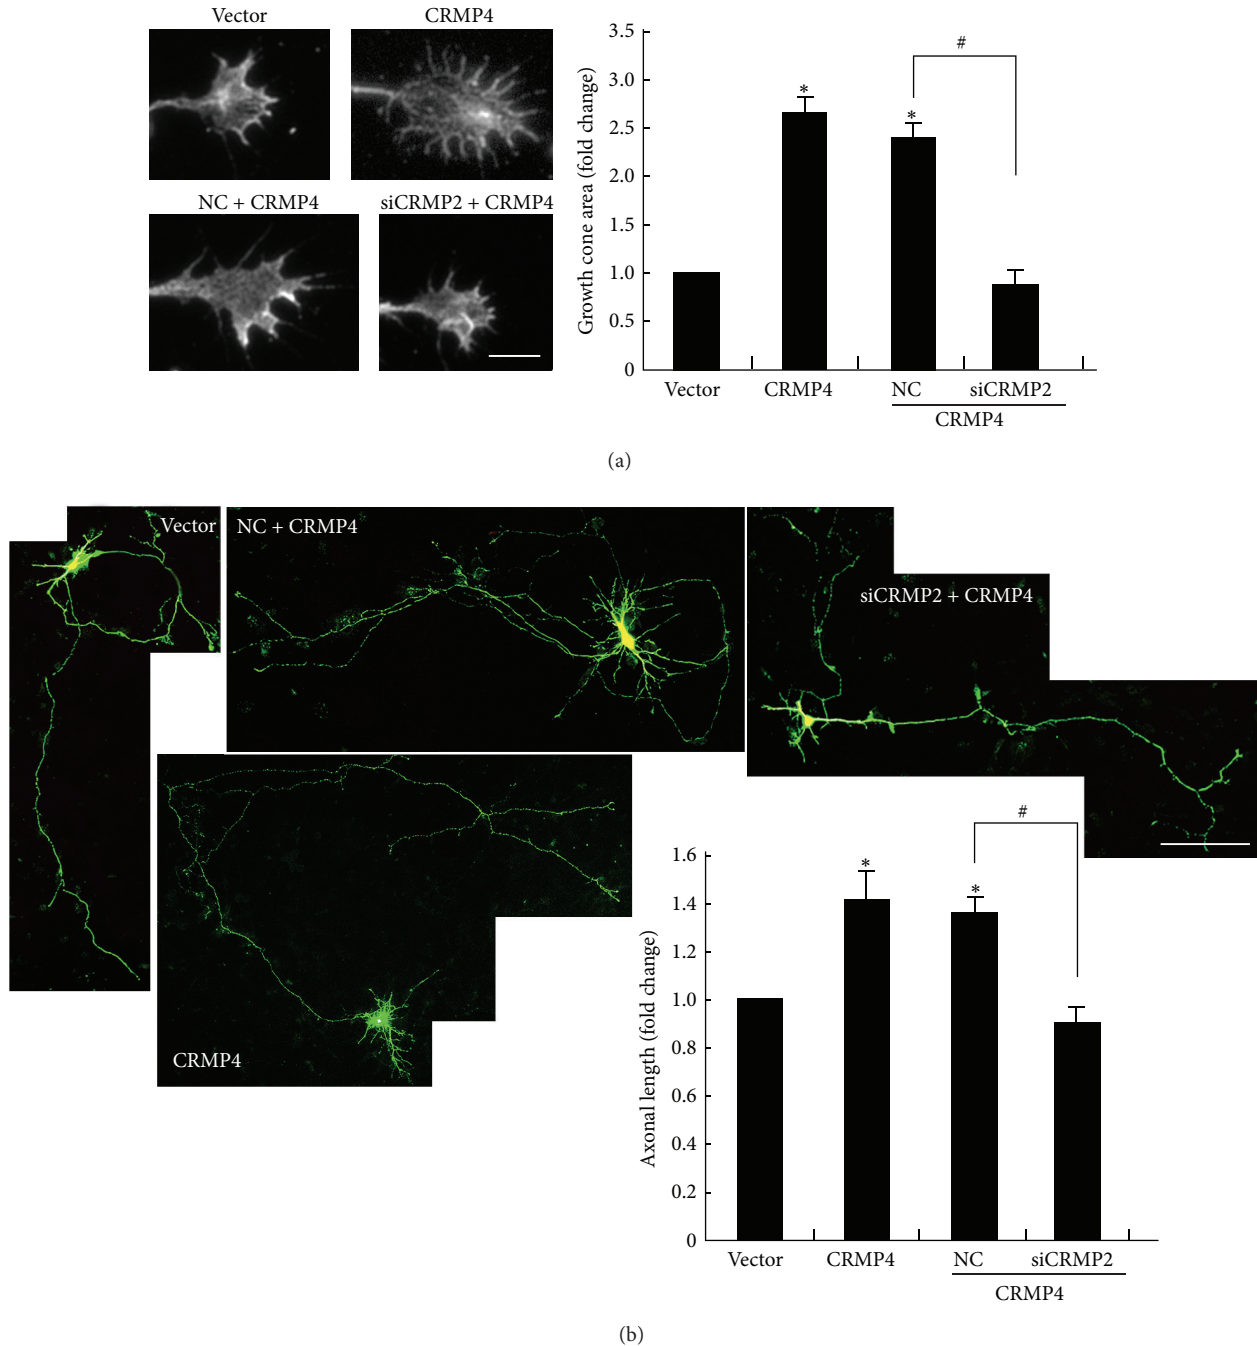 Vector
CRMP4
NC + CRMP4
siCRMP2 + CRMP4
Growth cone area (fold change)
3.5
3.0
2.5
2.0
1.5
1.0
0.5
0
*
*
#
Vector
CRMP4
NC
siCRMP2
CRMP4
(a)
Vector
NC + CRMP4
siCRMP2 + CRMP4
CRMP4
Axonal length (fold change)
1.6
1.4
1.2
1.0
0.8
0.6
0.4
0.2
0
*
*
#
Vector
CRMP4
NC
siCRMP2
CRMP4
(b)